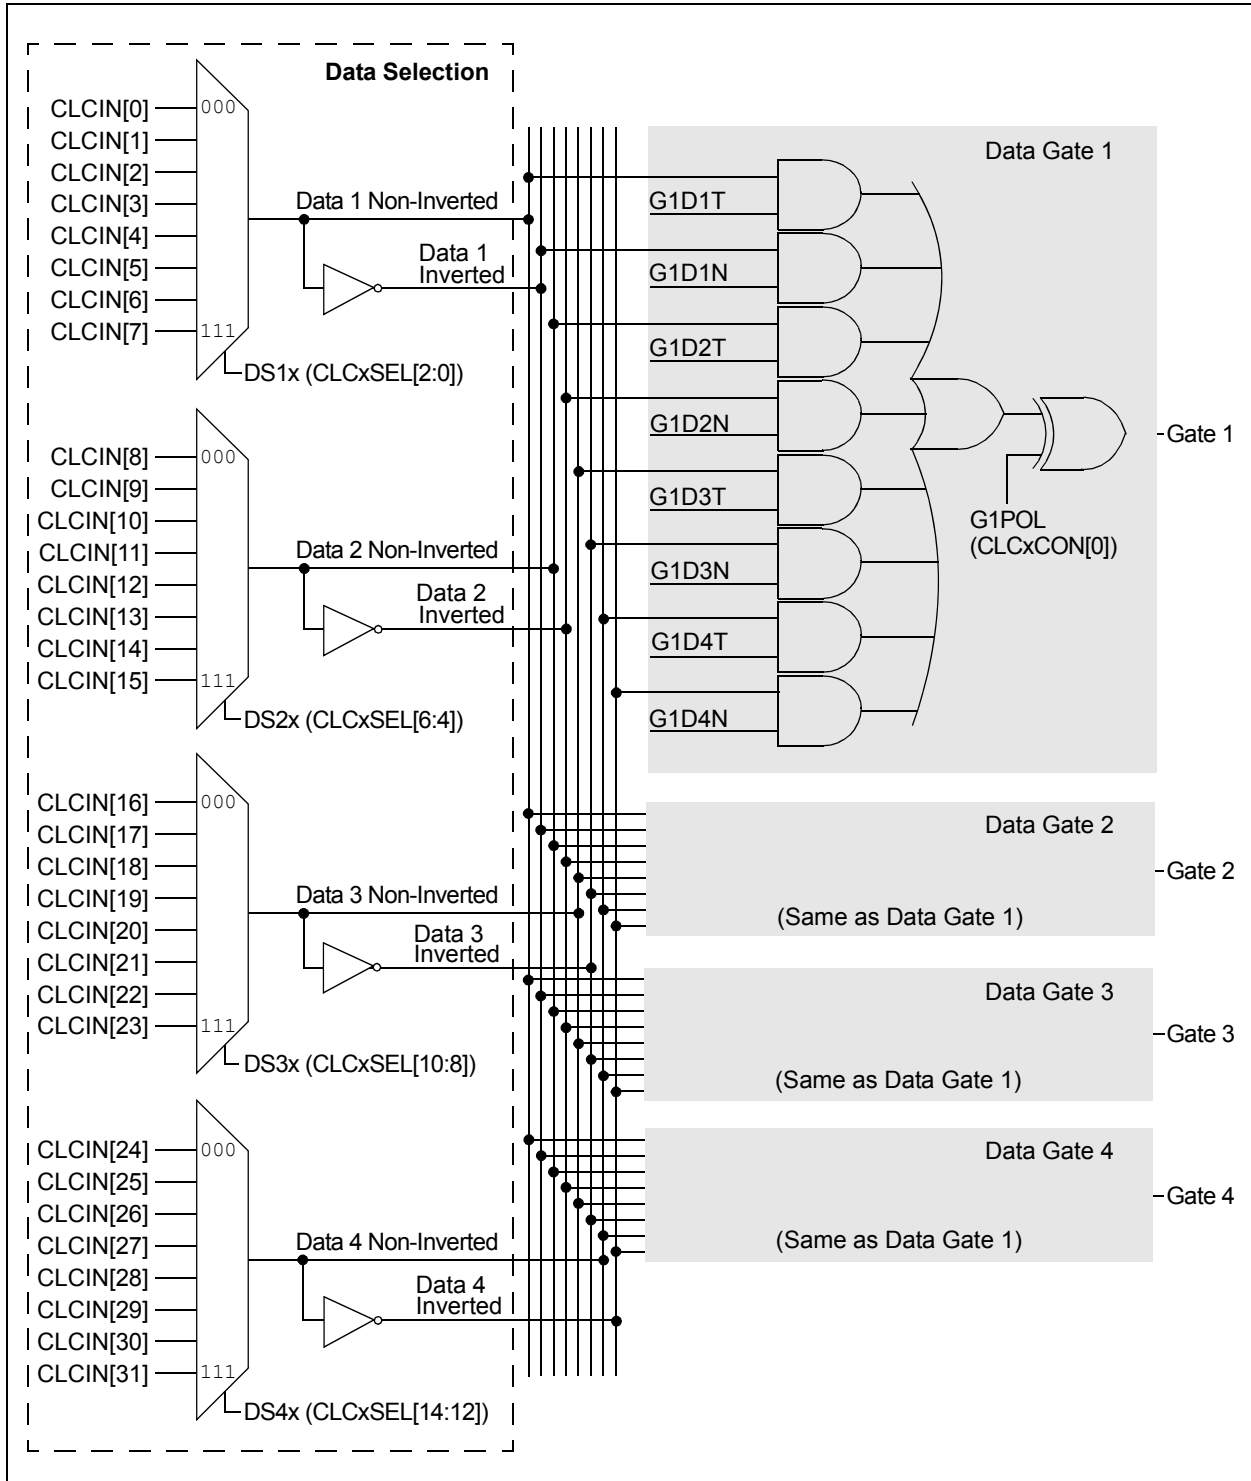 Data Selection
CLCIN[0]
000
CLCIN[1]
CLCIN[2]
CLCIN[3]
CLCIN[4]
CLCIN[5]
CLCIN[6]
CLCIN[7]
111
Data 1 Non-Inverted
Data 1
Inverted
DS1x (CLCxSEL[2:0])
CLCIN[8]
000
CLCIN[9]
CLCIN[10]
CLCIN[11]
CLCIN[12]
CLCIN[13]
CLCIN[14]
CLCIN[15]
111
Data 2 Non-Inverted
Data 2
Inverted
DS2x (CLCxSEL[6:4])
CLCIN[16]
000
CLCIN[17]
CLCIN[18]
CLCIN[19]
CLCIN[20]
CLCIN[21]
CLCIN[22]
CLCIN[23]
111
Data 3 Non-Inverted
Data 3
Inverted
DS3x (CLCxSEL[10:8])
CLCIN[24]
000
CLCIN[25]
CLCIN[26]
CLCIN[27]
CLCIN[28]
CLCIN[29]
CLCIN[30]
CLCIN[31]
111
Data 4 Non-Inverted
Data 4
Inverted
DS4x (CLCxSEL[14:12])
Data Gate 1
G1D1T
G1D1N
G1D2T
G1D2N
G1D3T
G1D3N
G1D4T
G1D4N
G1POL
(CLCxCON[0])
Gate 1
Data Gate 2
(Same as Data Gate 1)
Gate 2
Data Gate 3
(Same as Data Gate 1)
Gate 3
Data Gate 4
(Same as Data Gate 1)
Gate 4